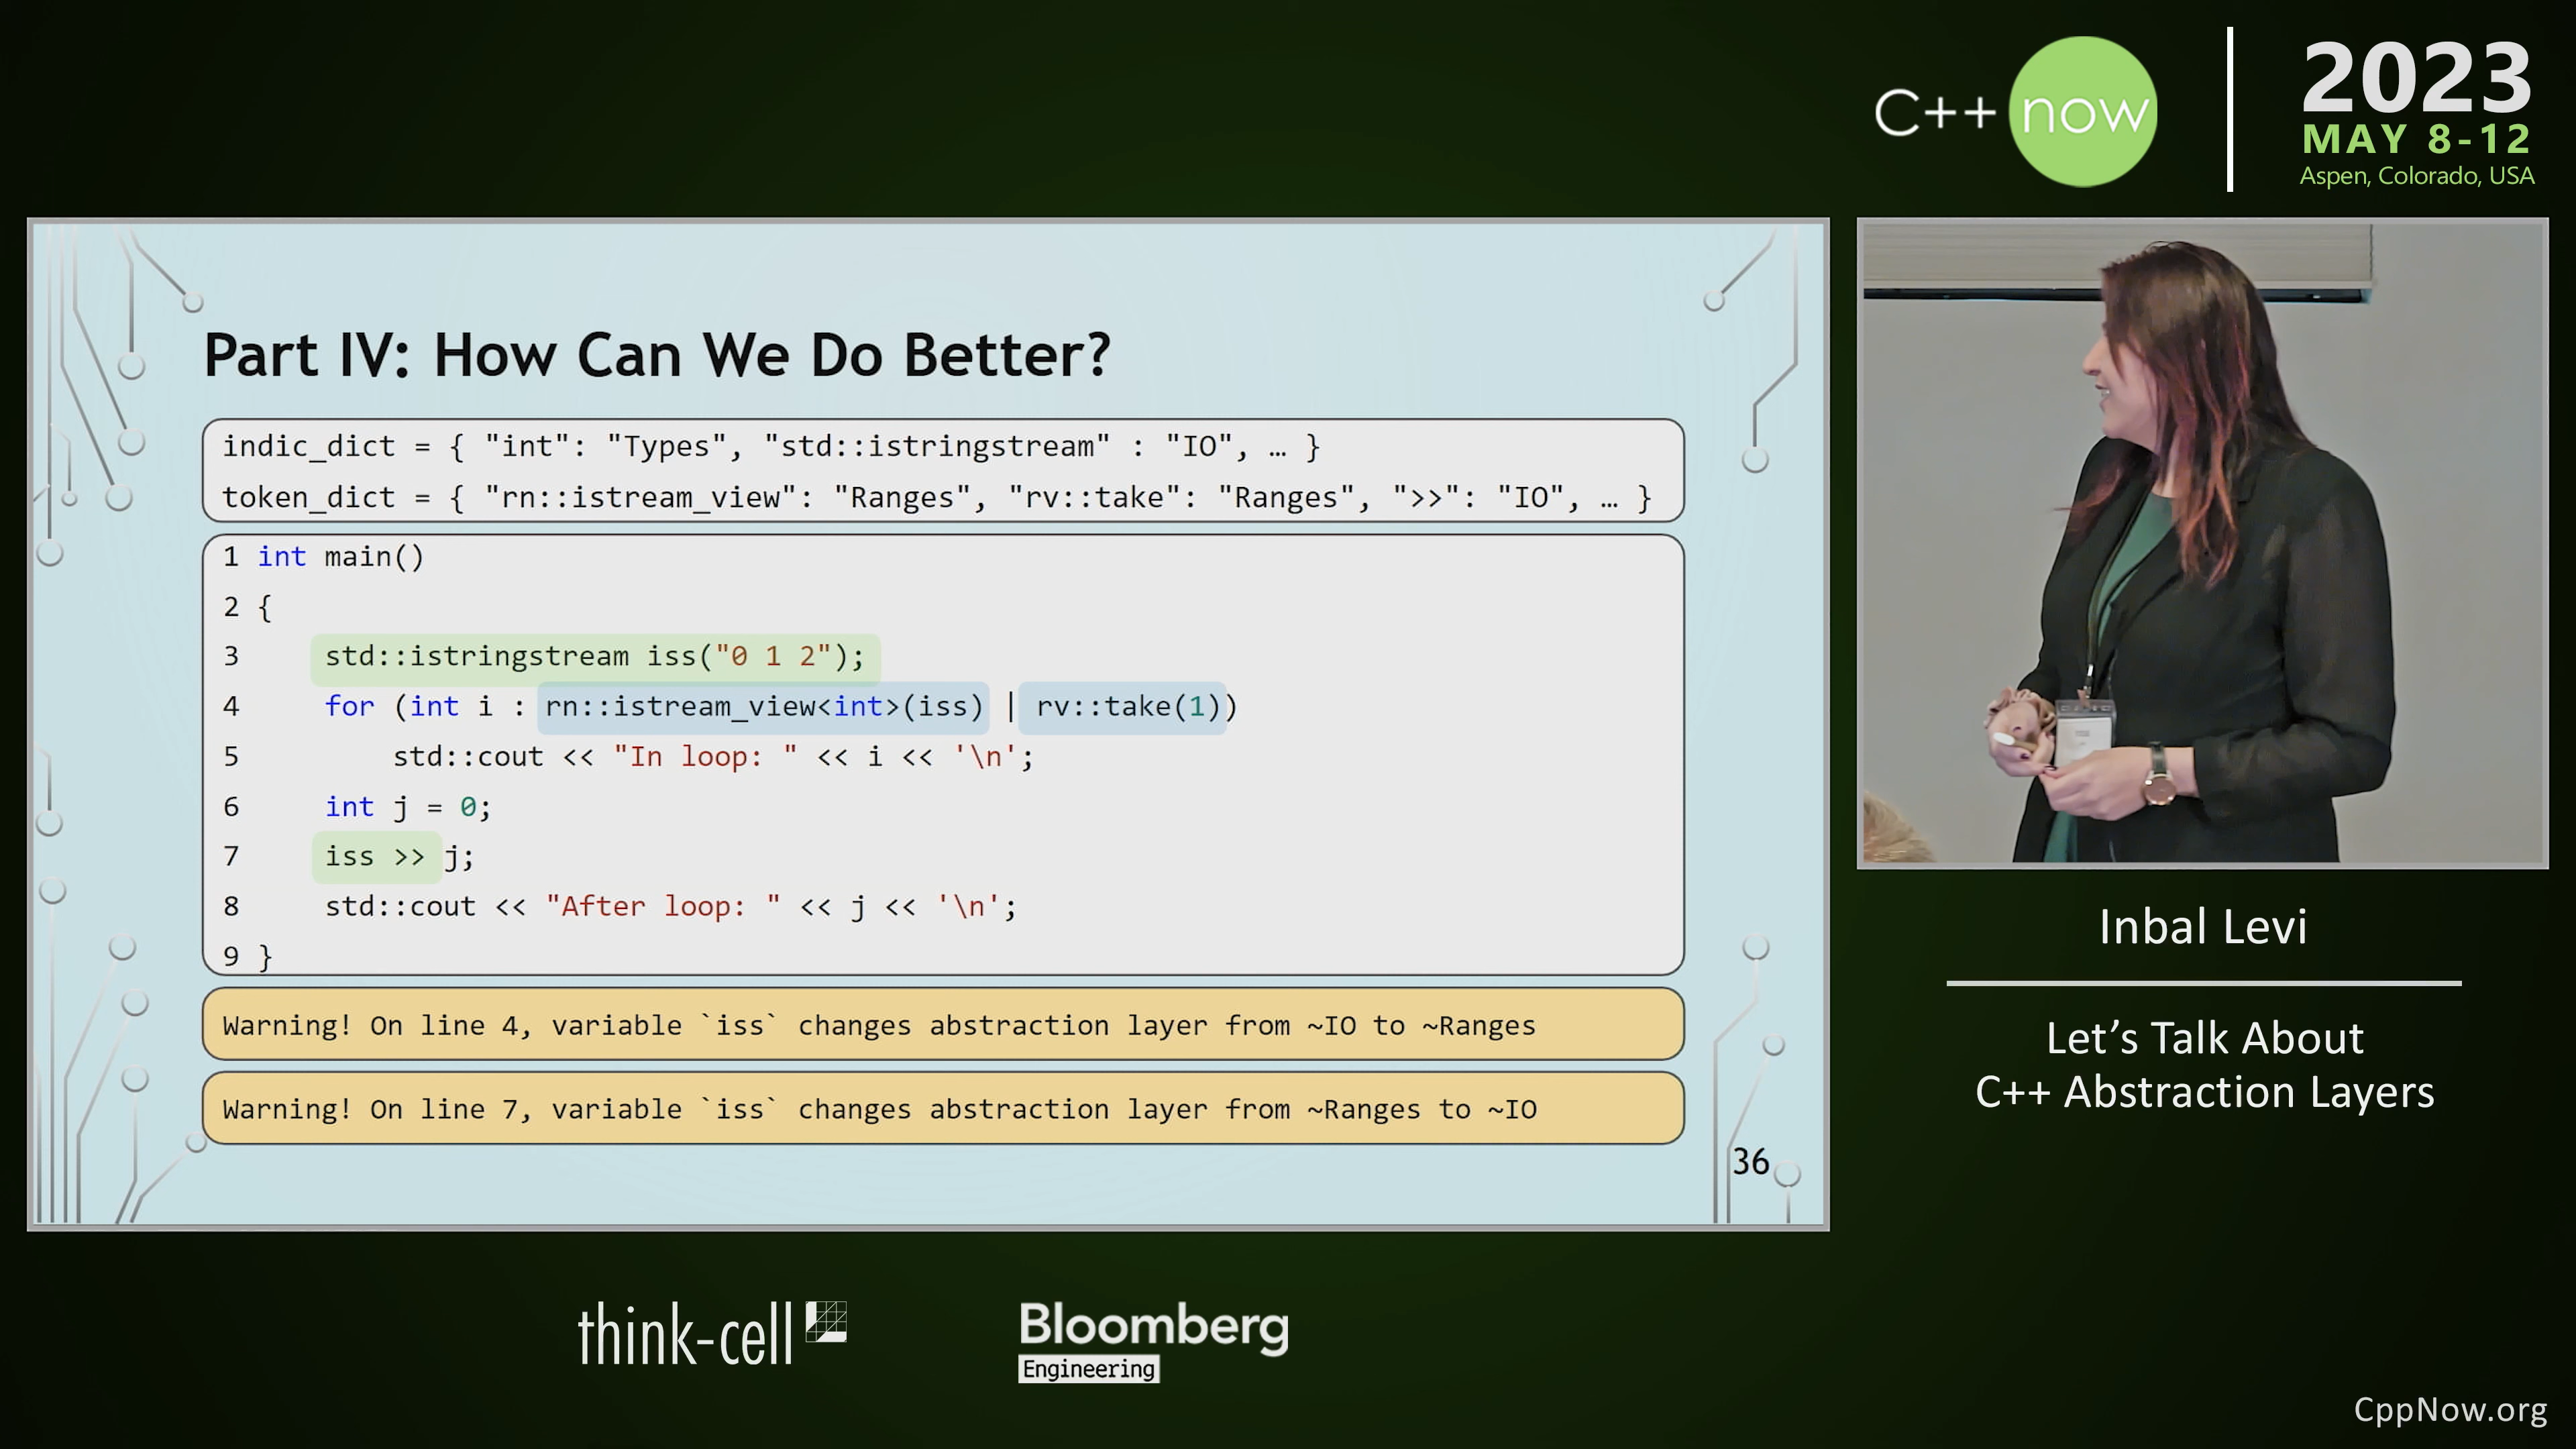 C++ now
2023
MAY 8-12
Aspen, Colorado, USA
Part IV: How Can We Do Better?
indic_dict = { "int": "Types", "std::istringstream" : "IO", … }
token_dict = { "rn::istream_view": "Ranges", "rv::take": "Ranges", ">>": "IO", … }
1 int main()
2 {
3     std::istringstream iss("0 1 2");
4     for (int i : rn::istream_view<int>(iss) | rv::take(1))
5         std::cout << "In loop: " << i << '\n';
6     int j = 0;
7     iss >> j;
8     std::cout << "After loop: " << j << '\n';
9 }
Warning! On line 4, variable `iss` changes abstraction layer from ~IO to ~Ranges
Warning! On line 7, variable `iss` changes abstraction layer from ~Ranges to ~IO
36
Inbal Levi
Let’s Talk About
C++ Abstraction Layers
think-cell
Bloomberg
Engineering
CppNow.org